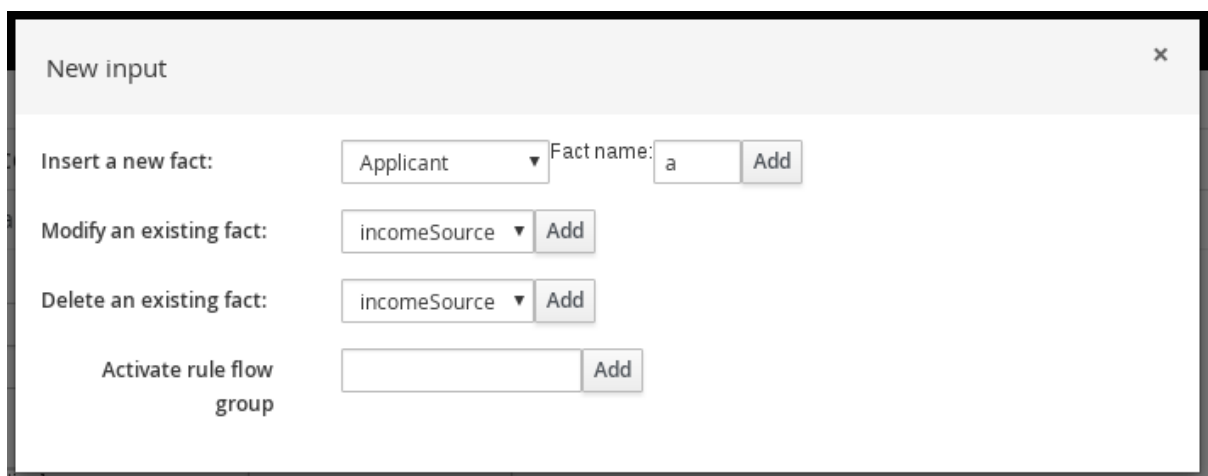 New input ×
Insert a new fact: Applicant Fact name: a Add
Modify an existing fact: incomeSource Add
Delete an existing fact: incomeSource Add
Activate rule flow Add
group